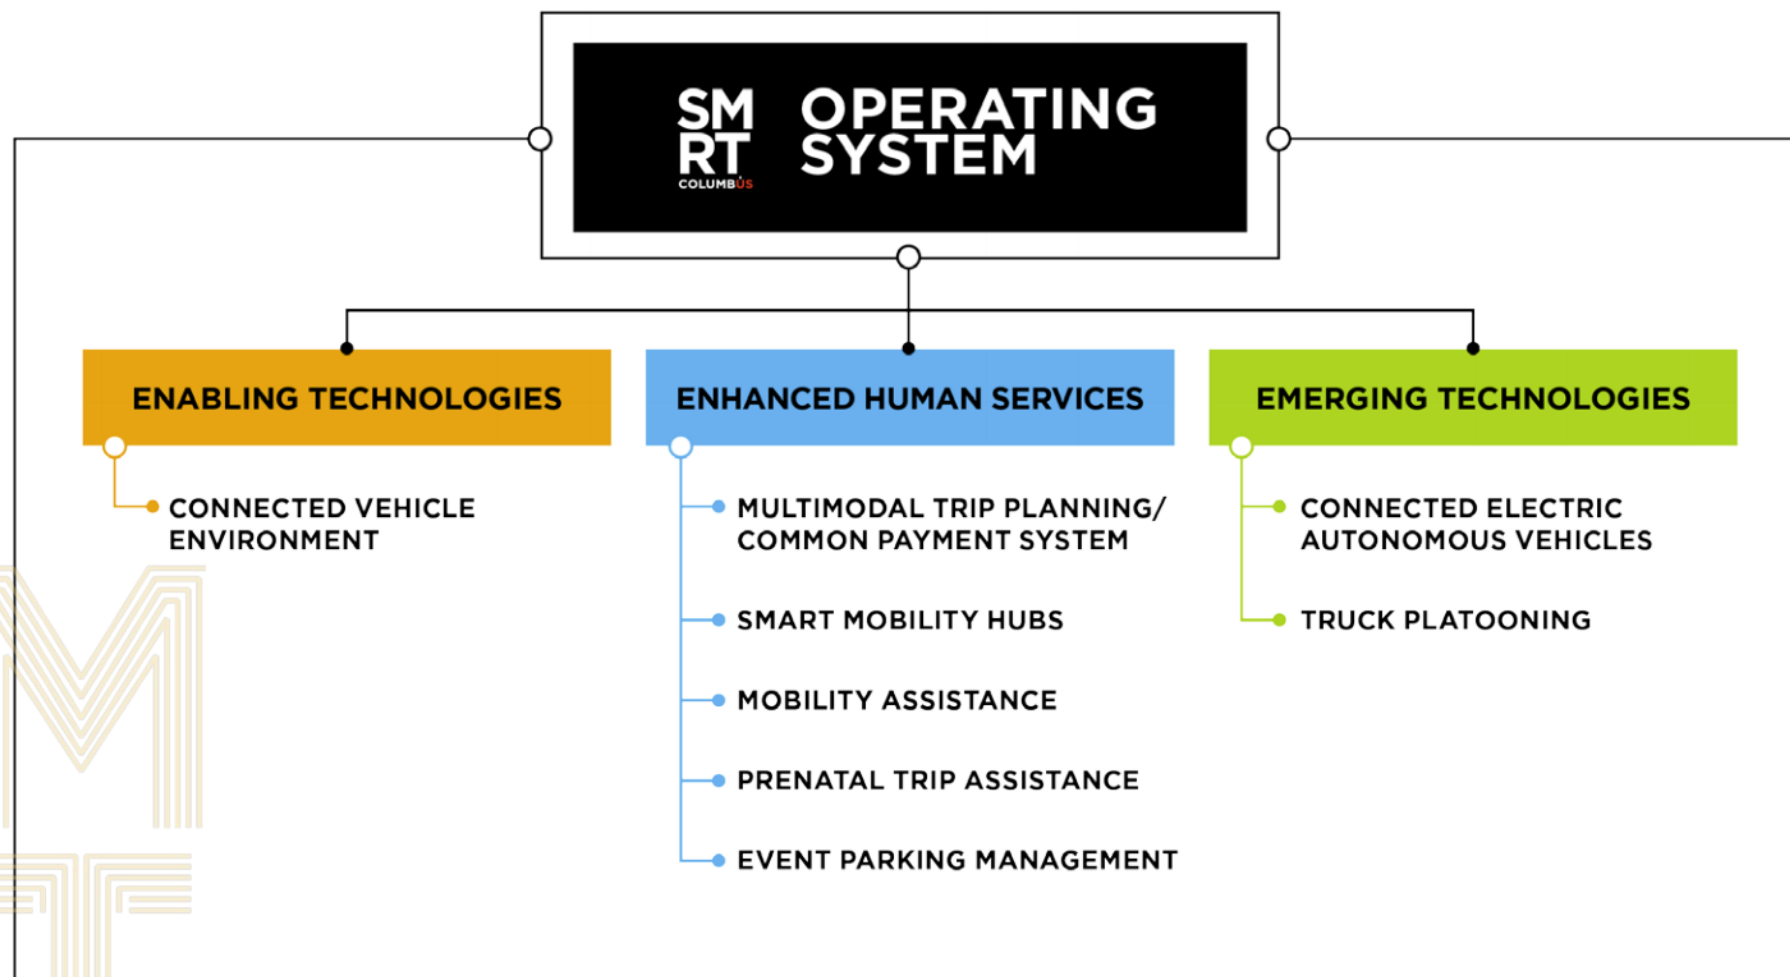 SM
RT
COLUMBUS
OPERATING
SYSTEM
ENABLING TECHNOLOGIES
CONNECTED VEHICLE
ENVIRONMENT
ENHANCED HUMAN SERVICES
MULTIMODAL TRIP PLANNING/
COMMON PAYMENT SYSTEM
SMART MOBILITY HUBS
MOBILITY ASSISTANCE
PRENATAL TRIP ASSISTANCE
EVENT PARKING MANAGEMENT
EMERGING TECHNOLOGIES
CONNECTED ELECTRIC
AUTONOMOUS VEHICLES
TRUCK PLATOONING
M
T